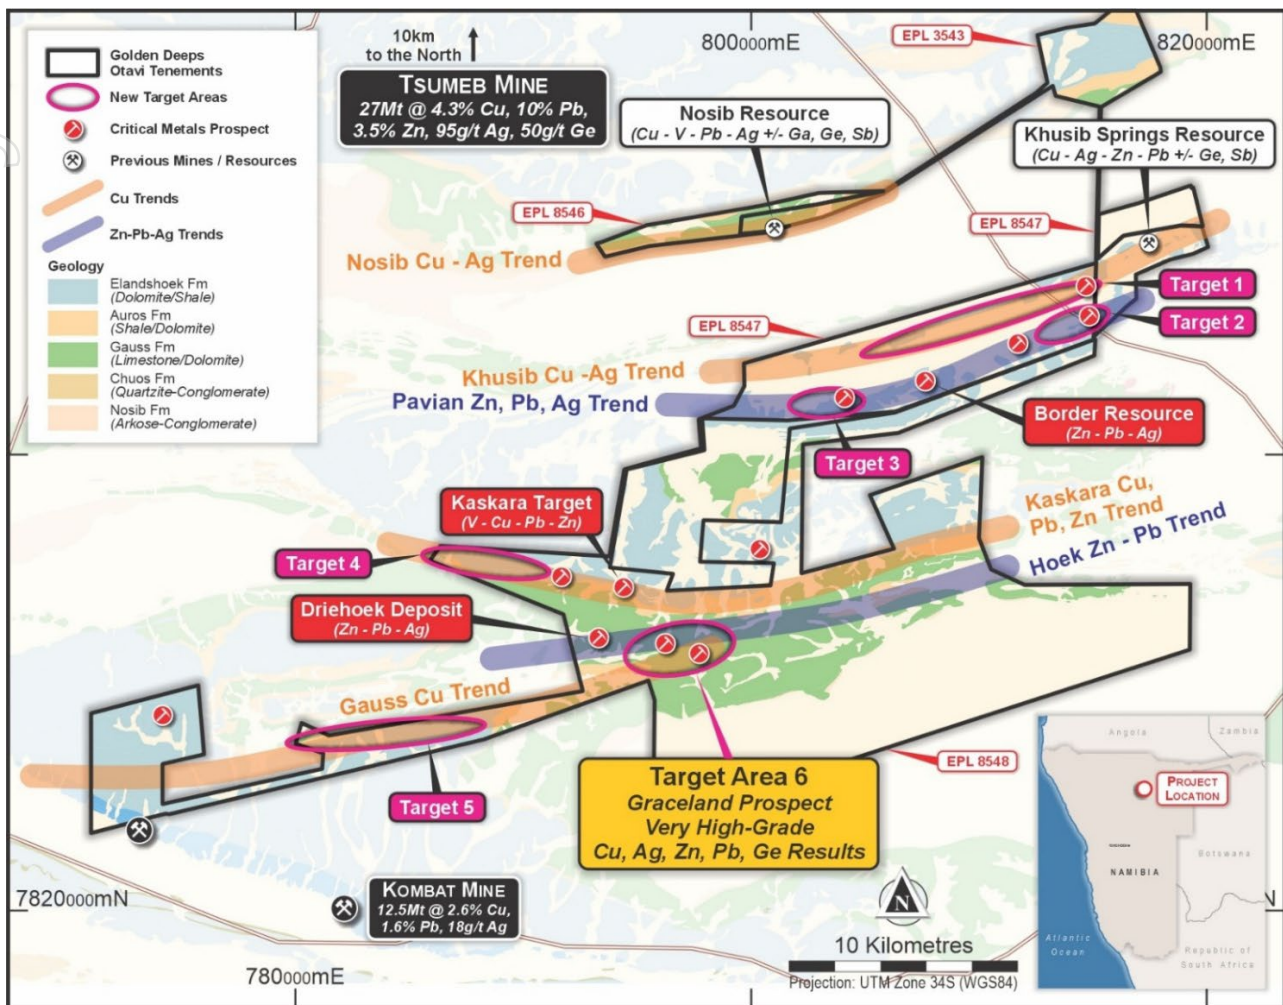 10km
to the North
800000mE
EPL 3543
820000mE
Golden Deeps
Otavi Tenements
New Target Areas
Critical Metals Prospect
Previous Mines / Resources
Cu Trends
Zn-Pb-Ag Trends
Geology
Elandshoek Fm
(Dolomite/Shale)
Auros Fm
(Shale/Dolomite)
Gauss Fm
(Limestone/Dolomite)
Chuos Fm
(Quartzite-Conglomerate)
Nosib Fm
(Arkose-Conglomerate)
TSUMEB MINE
27Mt @ 4.3% Cu, 10% Pb,
3.5% Zn, 95g/t Ag, 50g/t Ge
Nosib Resource
(Cu - V - Pb - Ag +/- Ga, Ge, Sb)
Khusib Springs Resource
(Cu - Ag - Zn - Pb +/- Ge, Sb)
EPL 8546
EPL 8547
Nosib Cu - Ag Trend
Target 1
Target 2
EPL 8547
Khusib Cu -Ag Trend
Pavian Zn, Pb, Ag Trend
Border Resource
(Zn - Pb - Ag)
Target 3
Kaskara Target
(V - Cu - Pb - Zn)
Kaskara Cu,
Pb, Zn Trend
Hoek Zn - Pb Trend
Target 4
Driehoek Deposit
(Zn - Pb - Ag)
Gauss Cu Trend
Target 5
Target Area 6
Graceland Prospect
Very High-Grade
Cu, Ag, Zn, Pb, Ge Results
EPL 8548
Angola
Zambia
PROJECT
LOCATION
Botswana
NAMIBIA
Atlantic
Ocean
Republic of
South Africa
7820000mN
N
KOMBAT MINE
12.5Mt @ 2.6% Cu,
1.6% Pb, 18g/t Ag
N
10 Kilometres
Projection: UTM Zone 34S (WGS84)
780000mE